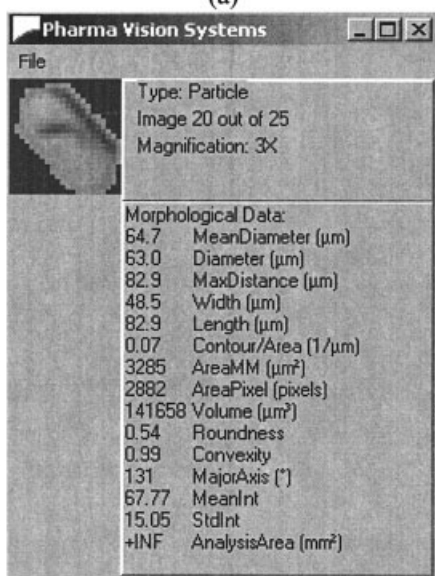 (a)
Pharma Vision Systems
File
Type: Particle
Image 20 out of 25
Magnification: 3X
Morphological Data:
64.7 MeanDiameter (µm)
63.0 Diameter (µm)
82.9 MaxDistance (µm)
48.5 Width (µm)
82.9 Length (µm)
0.07 Contour/Area (1/µm)
3285 AreaMM (µm²)
2882 AreaPixel (pixels)
141658 Volume (µm³)
0.54 Roundness
0.99 Convexity
131 MajorAxis (°)
67.77 MeanInt
15.05 StdInt
+INF AnalysisArea (mm²)